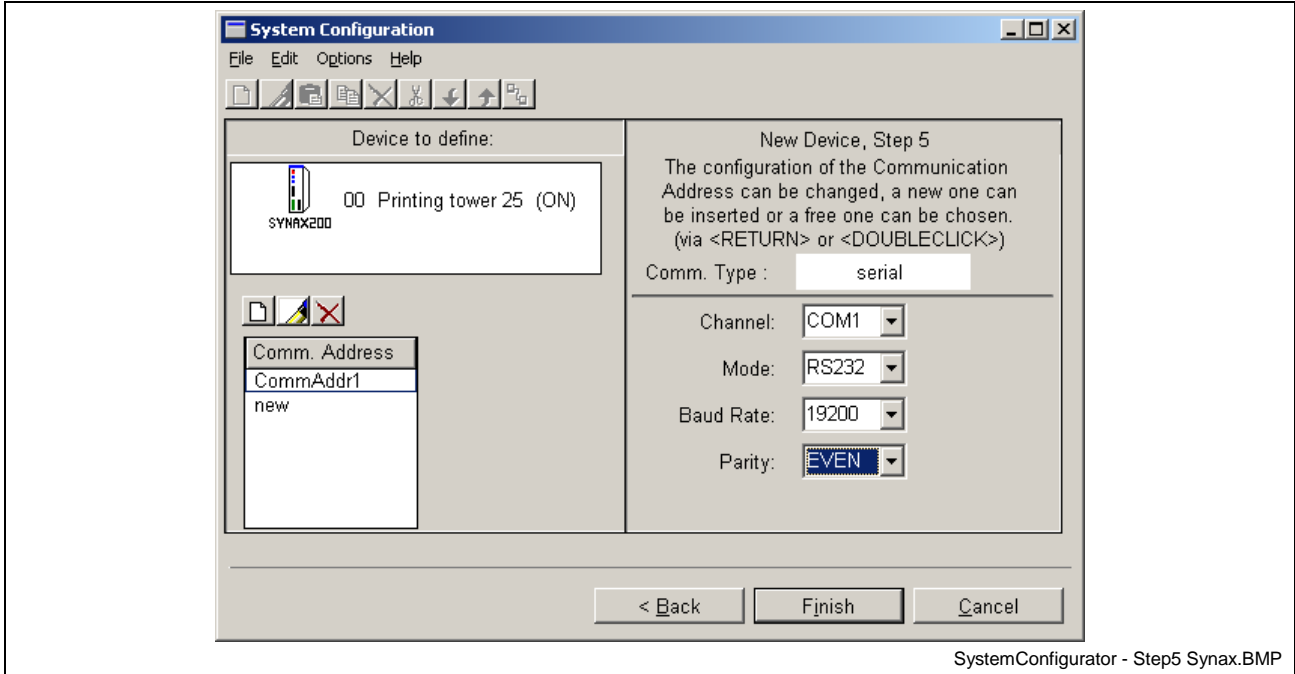 System Configuration
File Edit Options Help
Device to define:
00 Printing tower 25 (ON)
SYNAX200
Comm. Address
CommAddr1
new
New Device, Step 5
The configuration of the Communication
Address can be changed, a new one can
be inserted or a free one can be chosen.
(via <RETURN> or <DOUBLECLICK>)
Comm. Type : serial
Channel: COM1
Mode: RS232
Baud Rate: 19200
Parity: EVEN
< Back Finish Cancel
SystemConfigurator - Step5 Synax.BMP